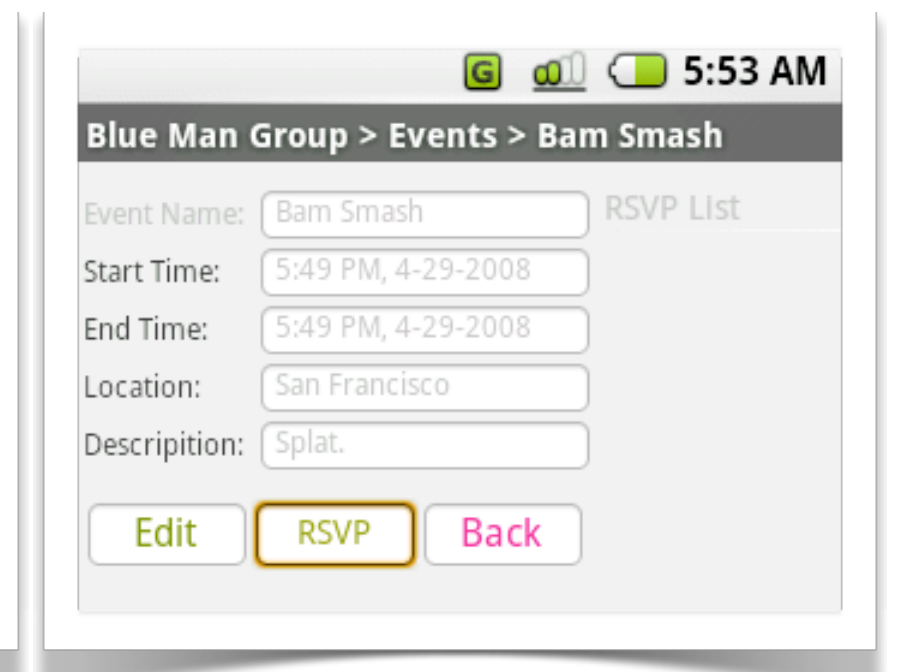 G 5:53 AM
Blue Man Group > Events > Bam Smash
Event Name: Bam Smash RSVP List
Start Time: 5:49 PM, 4-29-2008
End Time: 5:49 PM, 4-29-2008
Location: San Francisco
Descripition: Splat.
Edit RSVP Back